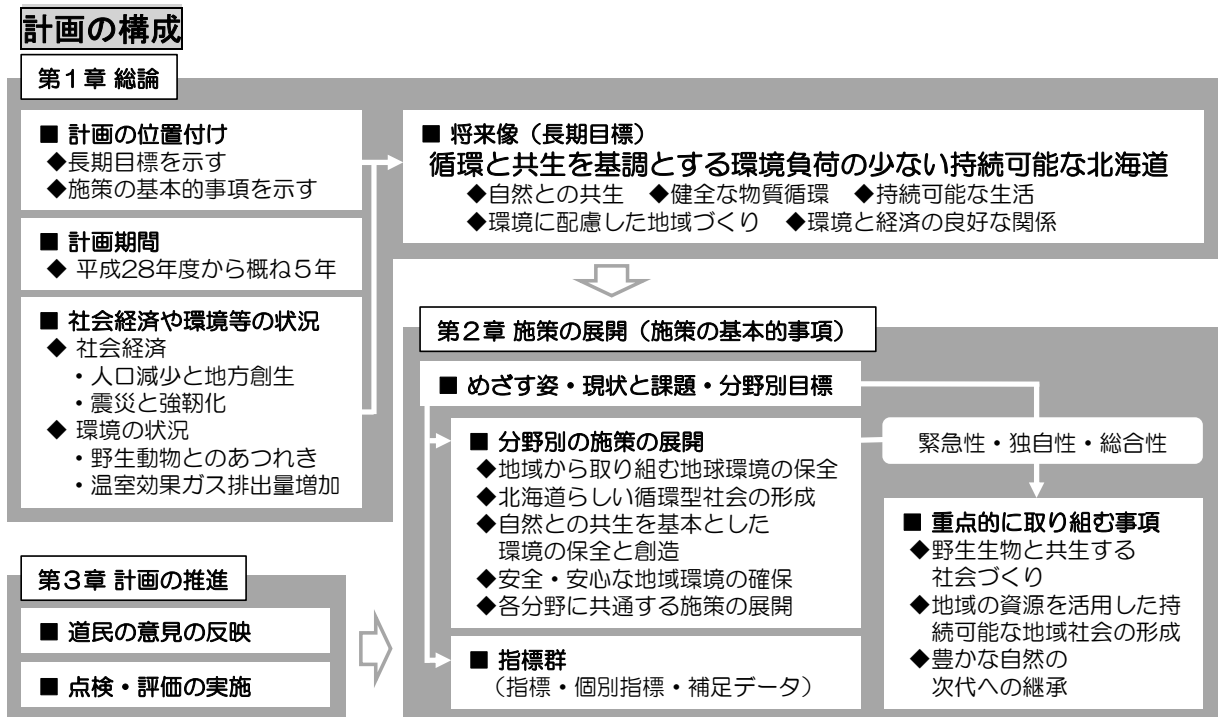 計画の構成
第1章 総論
■ 計画の位置付け
◆長期目標を示す
◆施策の基本的事項を示す
■ 計画期間
◆ 平成28年度から概ね5年
■ 社会経済や環境等の状況
◆ 社会経済
・人口減少と地方創生
・震災と強靭化
◆ 環境の状況
・野生動物とのあつれき
・温室効果ガス排出量増加
■ 将来像（長期目標）
循環と共生を基調とする環境負荷の少ない持続可能な北海道
◆自然との共生 ◆健全な物質循環 ◆持続可能な生活
◆環境に配慮した地域づくり ◆環境と経済の良好な関係
第2章 施策の展開（施策の基本的事項）
■ めざす姿・現状と課題・分野別目標
■ 分野別の施策の展開
◆地域から取り組む地球環境の保全
◆北海道らしい循環型社会の形成
◆自然との共生を基本とした
環境の保全と創造
◆安全・安心な地域環境の確保
◆各分野に共通する施策の展開
■ 指標群
（指標・個別指標・補足データ）
緊急性・独自性・総合性
■ 重点的に取り組む事項
◆野生生物と共生する
社会づくり
◆地域の資源を活用した持
続可能な地域社会の形成
◆豊かな自然の
次代への継承
第3章 計画の推進
■ 道民の意見の反映
■ 点検・評価の実施